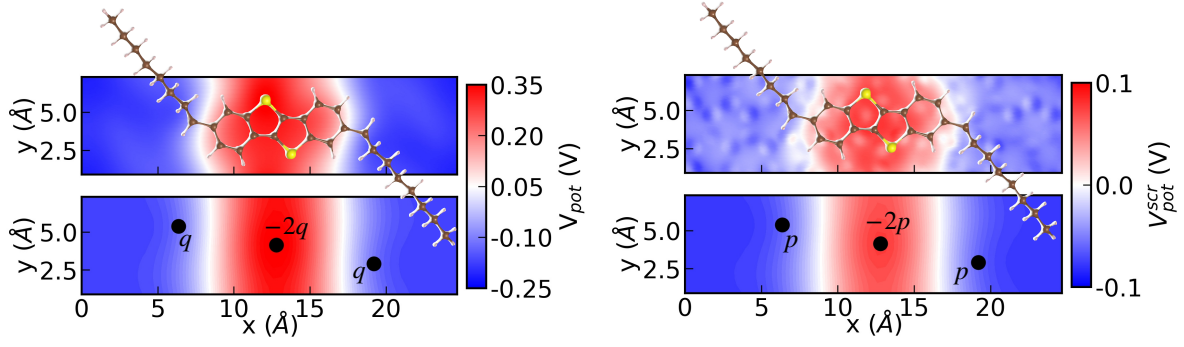 y (Å)
5.0
2.5
y (Å)
5.0
2.5
q
−2q
q
0 5 10 15 20
x (Å)
0.35
0.20
0.05
-0.10
-0.25
V_pot (V)
y (Å)
5.0
2.5
y (Å)
5.0
2.5
p
−2p
p
0 5 10 15 20
x (Å)
0.1
0.0
-0.1
V_pot^scr (V)